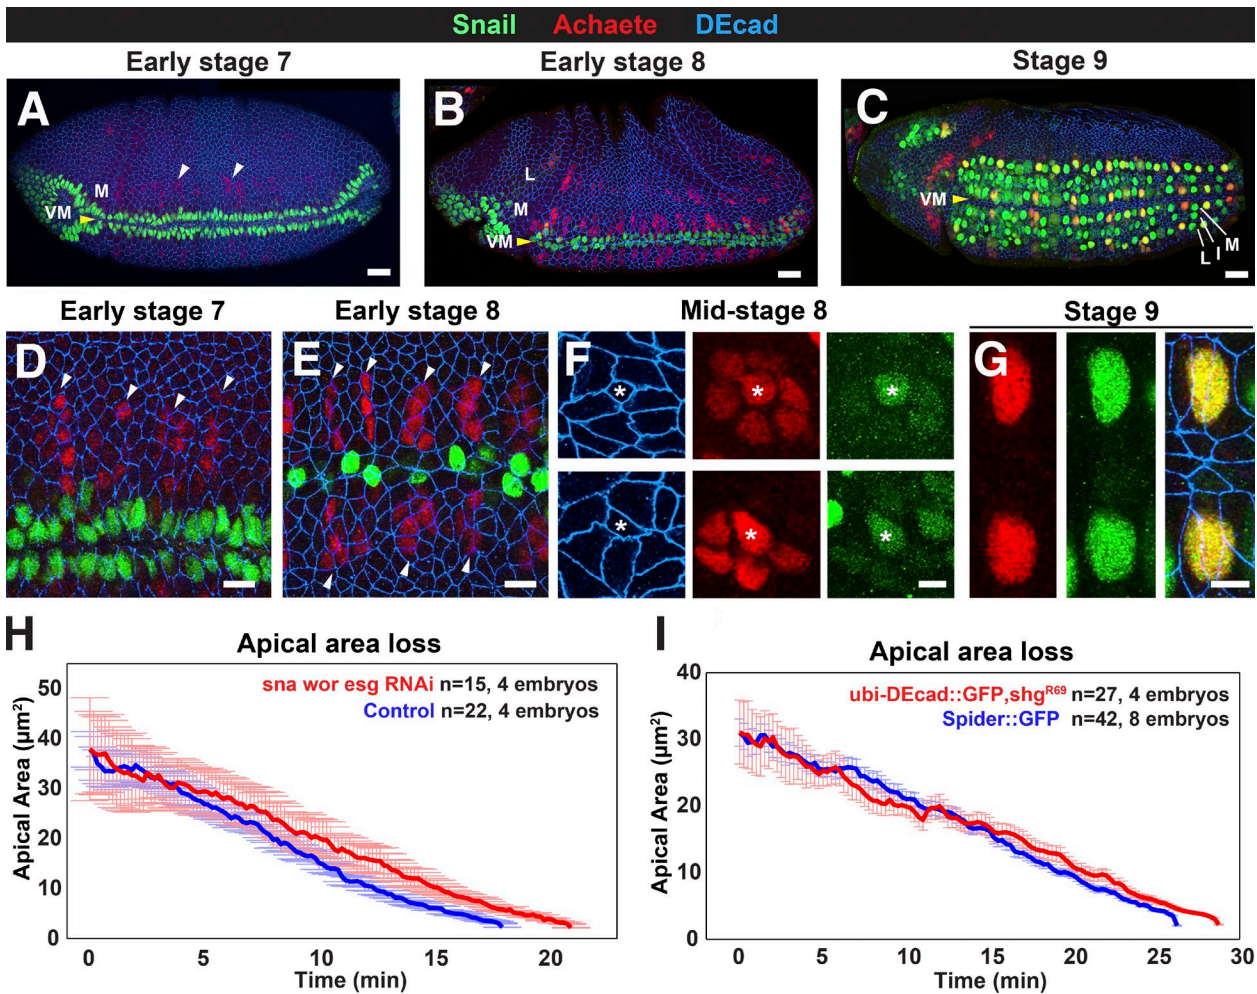 Snail Achaete DEcad
Early stage 7 Early stage 8 Stage 9
A B C
M VM
L M VM
VM L I M
Early stage 7 Early stage 8 Mid-stage 8 Stage 9
D E F G
* * *
* * *
H I
Apical area loss
sna wor esg RNAi n=15, 4 embryos
Control n=22, 4 embryos
Apical Area (µm²)
50
40
30
20
10
0
0 5 10 15 20
Time (min)
Apical area loss
ubi-DEcad::GFP,shgR69 n=27, 4 embryos
Spider::GFP n=42, 8 embryos
Apical Area (µm²)
40
30
20
10
0
0 5 10 15 20 25 30
Time (min)